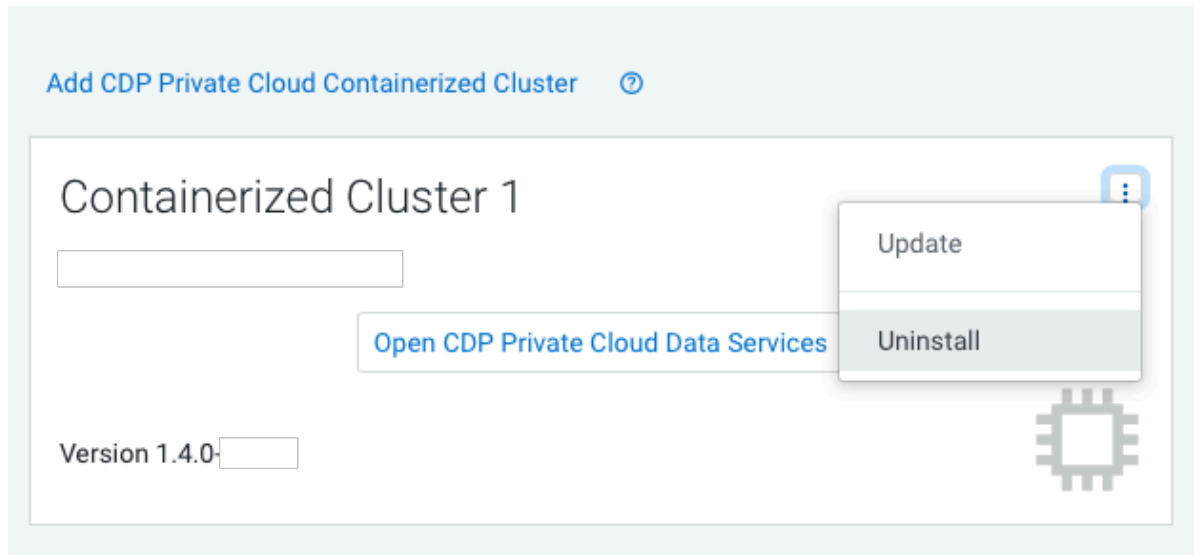 Add CDP Private Cloud Containerized Cluster
Containerized Cluster 1
Update
Open CDP Private Cloud Data Services
Uninstall
Version 1.4.0-